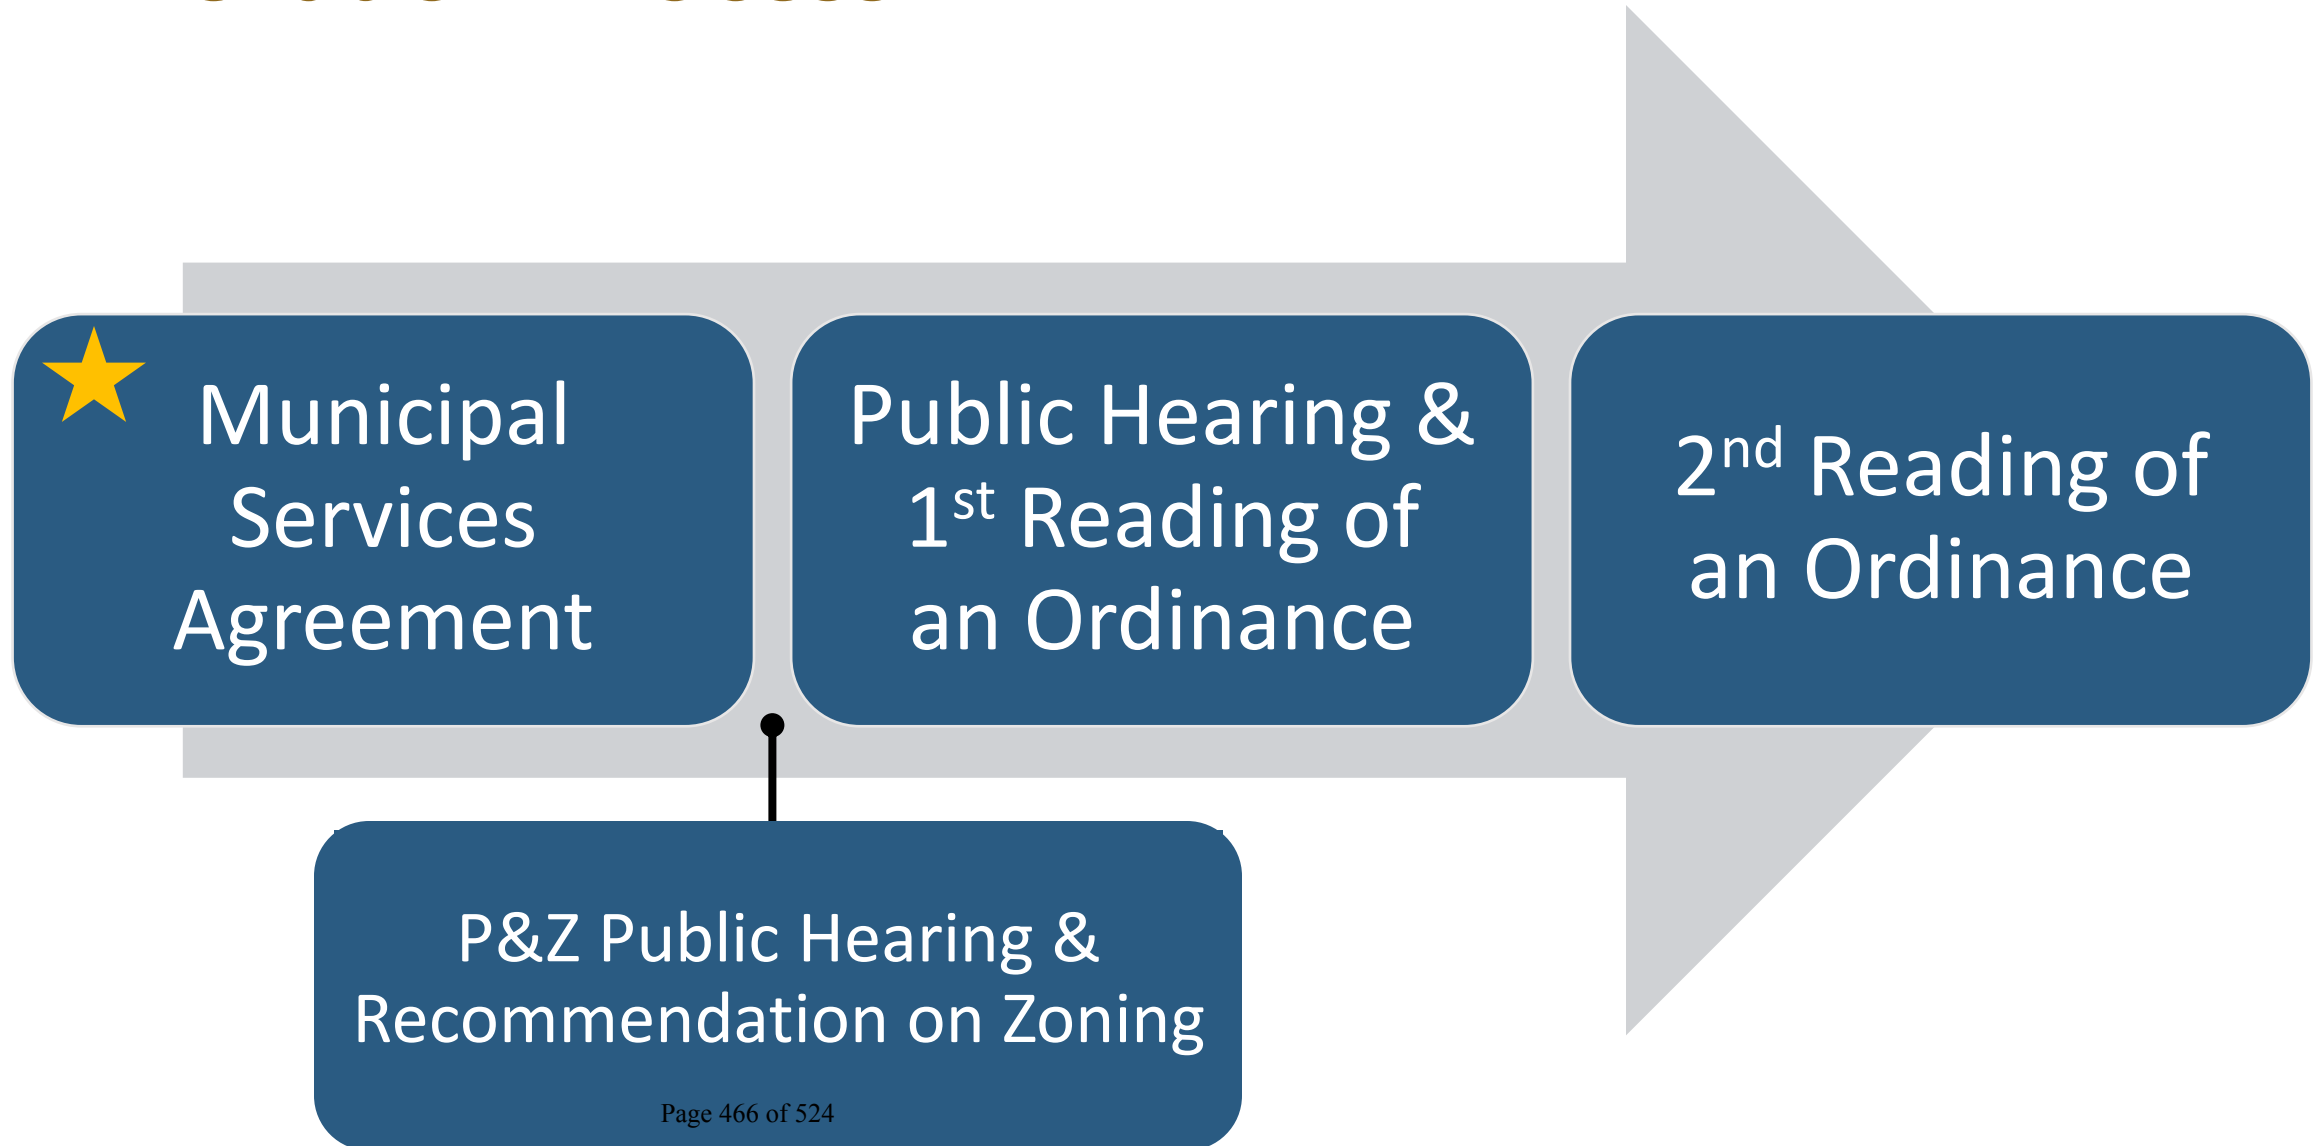 Municipal
Services
Agreement
Public Hearing &
1st Reading of
an Ordinance
2nd Reading of
an Ordinance
P&Z Public Hearing &
Recommendation on Zoning
Page 466 of 524